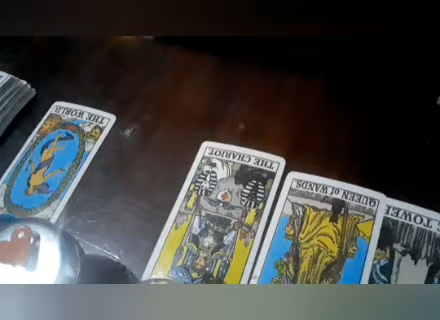 THE WORLD.
THE CHARIOT.
QUEEN of WANDS.
TOWER